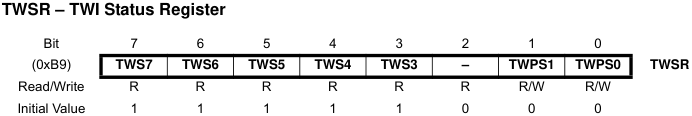 TWSR – TWI Status Register
Bit 7 6 5 4 3 2 1 0
(0xB9) TWS7 TWS6 TWS5 TWS4 TWS3 – TWPS1 TWPS0 TWSR
Read/Write R R R R R R R/W R/W
Initial Value 1 1 1 1 1 0 0 0